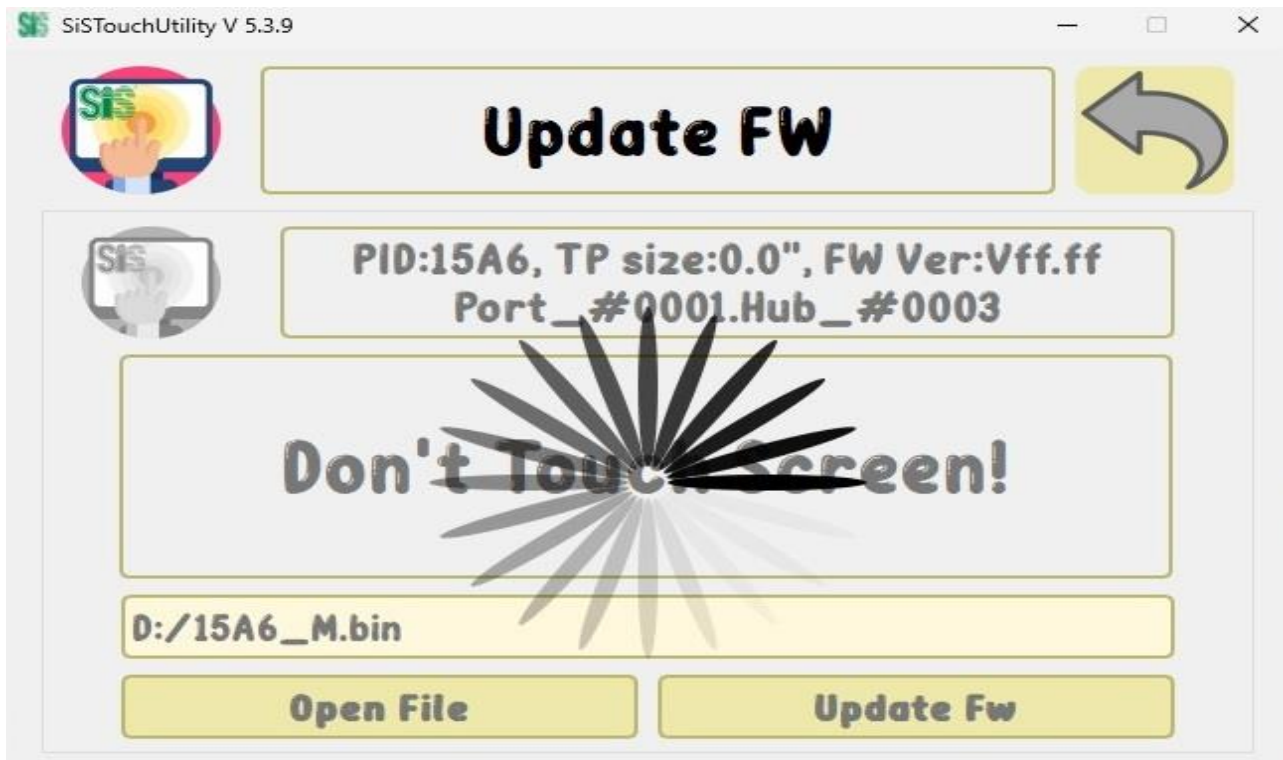 SiS SiSTouchUtility V 5.3.9
SiS
Update FW
SiS
PID:15A6, TP size:0.0", FW Ver:Vff.ff
Port_#0001.Hub_#0003
Don't Touch Screen!
D:/15A6_M.bin
Open File
Update Fw